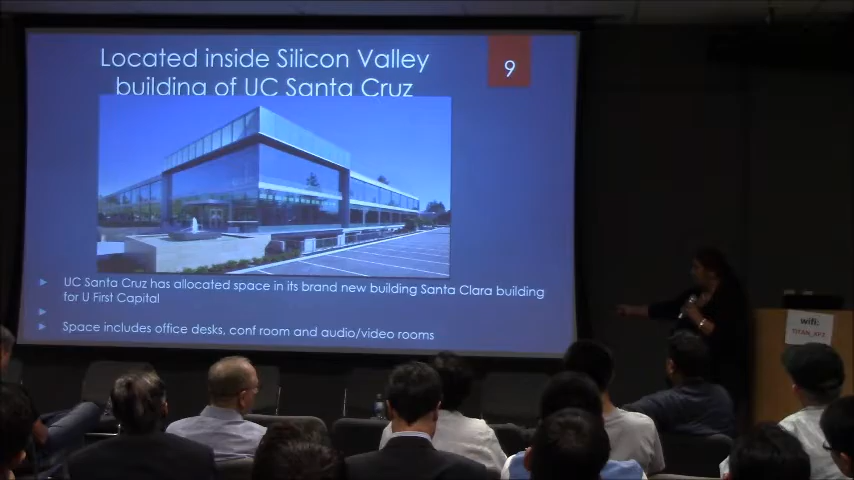 Located inside Silicon Valley
building of UC Santa Cruz
9
UC Santa Cruz has allocated space in its brand new building Santa Clara building
for U First Capital
Space includes office desks, conf room and audio/video rooms
wifi: